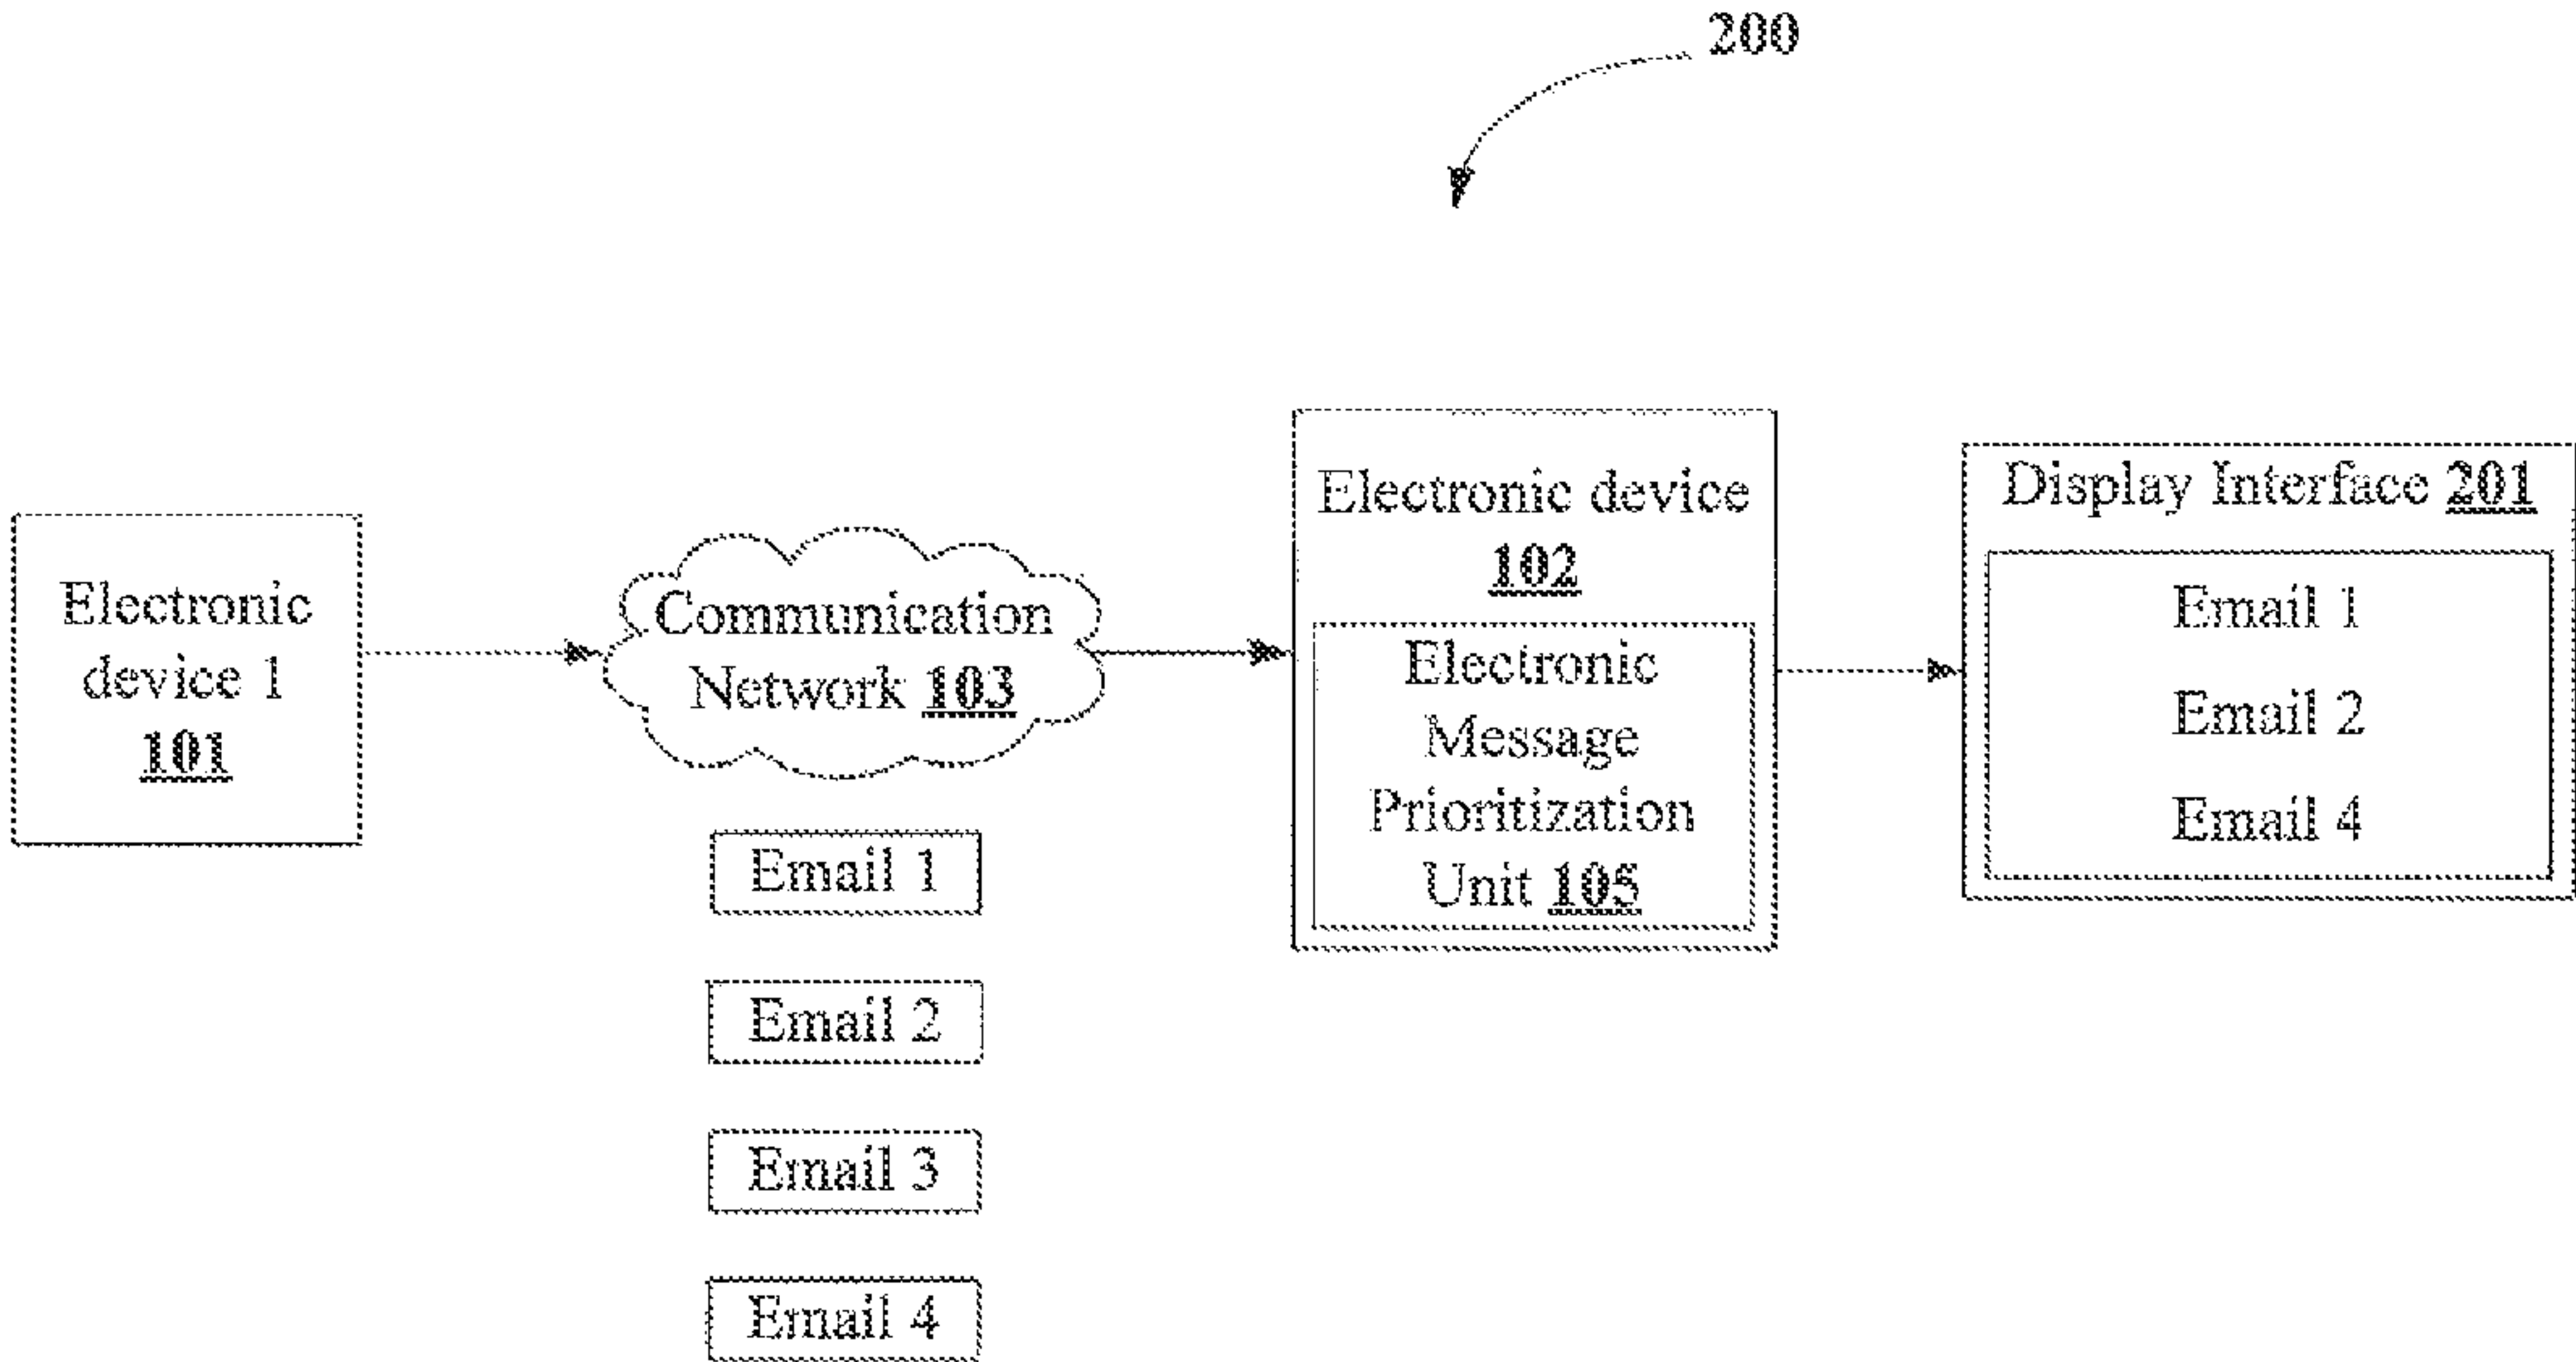 200
Electronic
device 1
101
Communication
Network 103
Email 1
Email 2
Email 3
Email 4
Electronic device
102
Electronic
Message
Prioritization
Unit 105
Display Interface 201
Email 1
Email 2
Email 4